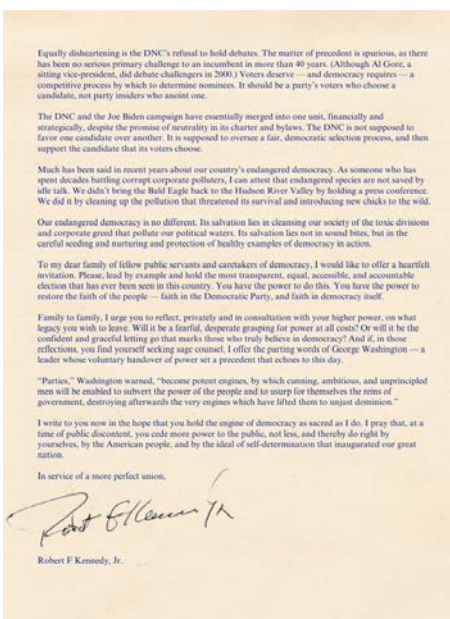 Equally disheartening is the DNC's refusal to hold debates. The matter of precedent is spurious, as there
has been no serious primary challenge to an incumbent in more than 40 years. (Although Al Gore, a
sitting vice-president, did debate challengers in 2000.) Voters deserve — and democracy requires — a
competitive process by which to determine nominees. It should be a party's voters who choose a
candidate, not party insiders who anoint one.
The DNC and the Joe Biden campaign have essentially merged into one unit, financially and
strategically, despite the promise of neutrality in its charter and bylaws. The DNC is not supposed to
favor one candidate over another. It is supposed to oversee a fair, democratic selection process, and then
support the candidate that its voters choose.
Much has been said in recent years about our country's endangered democracy. As someone who has
spent decades battling corrupt corporate polluters, I can attest that endangered species are not saved by
idle talk. We didn't bring the Bald Eagle back to the Hudson River Valley by holding a press conference.
We did it by cleaning up the pollution that threatened its survival and introducing new chicks to the wild.
Our endangered democracy is no different. Its salvation lies in cleansing our society of the toxic divisions
and corporate greed that pollute our political waters. Its salvation lies not in sound bites, but in the
careful seeding and nurturing and protection of healthy examples of democracy in action.
To my dear family of fellow public servants and caretakers of democracy, I would like to offer a heartfelt
invitation. Please, lead by example and hold the most transparent, equal, accessible, and accountable
election that has ever been seen in this country. You have the power to do this. You have the power to
restore the faith of the people — faith in the Democratic Party, and faith in democracy itself.
Family to family, I urge you to reflect, privately and in consultation with your higher power, on what
legacy you wish to leave. Will it be a fearful, desperate grasping for power at all costs? Or will it be the
confident and graceful letting go that marks those who truly believe in democracy? And if, in those
reflections, you find yourself seeking sage counsel, I offer the parting words of George Washington — a
leader whose voluntary handover of power set a precedent that echoes to this day.
"Parties," Washington warned, "become potent engines, by which cunning, ambitious, and unprincipled
men will be enabled to subvert the power of the people and to usurp for themselves the reins of
government, destroying afterwards the very engines which have lifted them to unjust dominion."
I write to you now in the hope that you hold the engine of democracy as sacred as I do. I pray that, at a
time of public discontent, you cede more power to the public, not less, and thereby do right by
yourselves, by the American people, and by the ideal of self-determination that inaugurated our great
nation.
In service of a more perfect union,
Robert F Kennedy Jr
Robert F Kennedy, Jr.